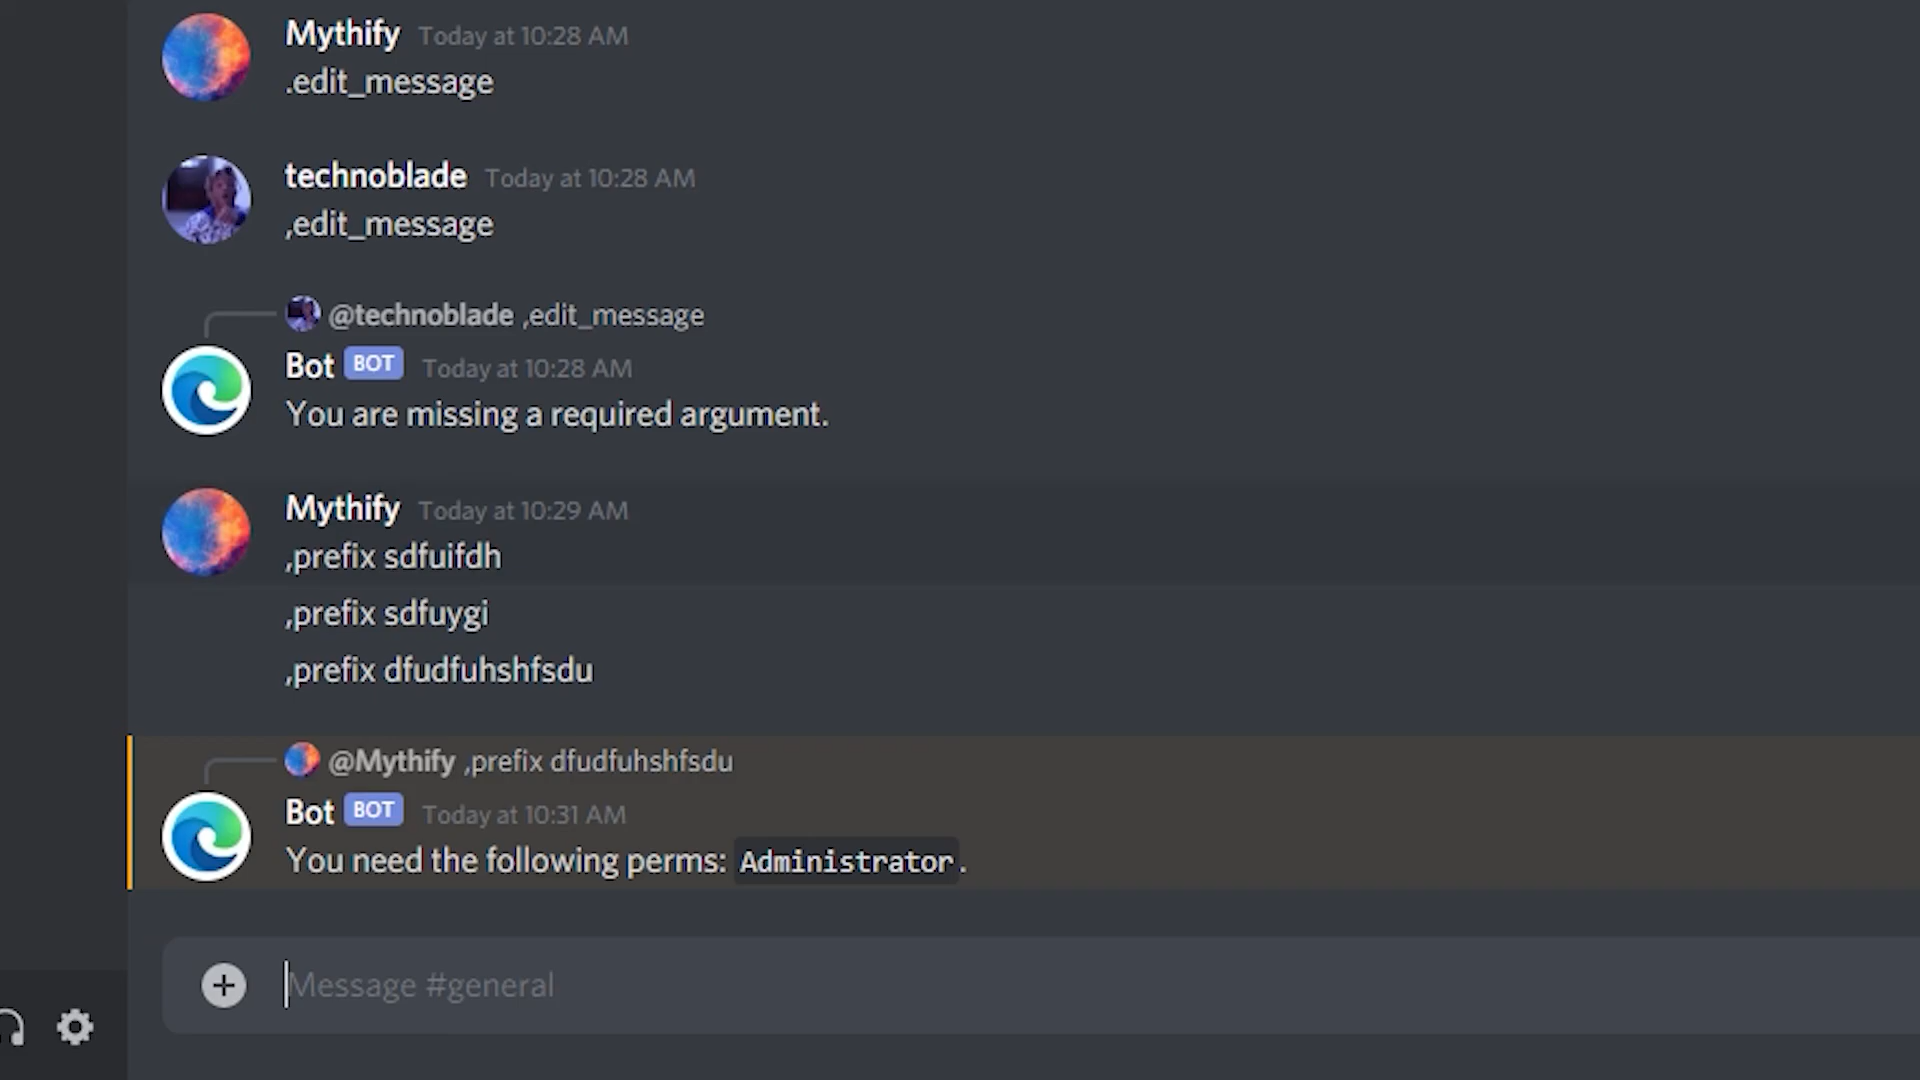 Mythify Today at 10:28 AM
.edit_message
technoblade Today at 10:28 AM
,edit_message
@technoblade ,edit_message
Bot BOT Today at 10:28 AM
You are missing a required argument.
Mythify Today at 10:29 AM
,prefix sdfuifdh
,prefix sdfuygi
,prefix dfudfuhshfsdu
@Mythify ,prefix dfudfuhshfsdu
Bot BOT Today at 10:31 AM
You need the following perms: Administrator.
Message #general